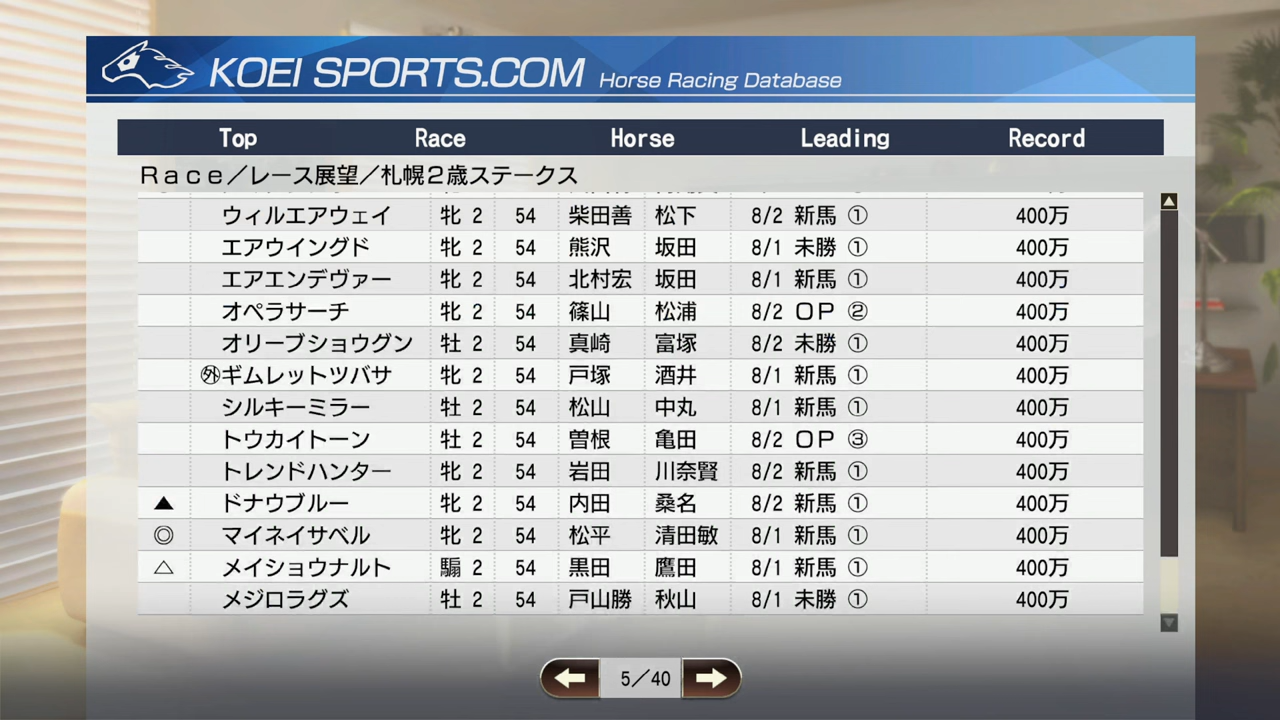 KOEI SPORTS.COM Horse Racing Database
Top Race Horse Leading Record
Race／レース展望／札幌２歳ステークス
ウィルエアウェイ 牝 2 54 柴田善 松下 8/2 新馬 ① 400万
エアウイングド 牝 2 54 熊沢 坂田 8/1 未勝 ① 400万
エアエンデヴァー 牝 2 54 北村宏 坂田 8/1 新馬 ① 400万
オペラサーチ 牝 2 54 篠山 松浦 8/2 OP ② 400万
オリーブショウグン 牡 2 54 真崎 富塚 8/2 未勝 ① 400万
㊕ギムレットツバサ 牝 2 54 戸塚 酒井 8/1 新馬 ① 400万
シルキーミラー 牡 2 54 松山 中丸 8/1 新馬 ① 400万
トウカイトーン 牡 2 54 曽根 亀田 8/2 OP ③ 400万
トレンドハンター 牝 2 54 岩田 川奈賢 8/2 新馬 ① 400万
▲ ドナウブルー 牝 2 54 内田 桑名 8/2 新馬 ① 400万
◎ マイネイサベル 牝 2 54 松平 清田敏 8/1 新馬 ① 400万
△ メイショウナルト 騸 2 54 黒田 鷹田 8/1 新馬 ① 400万
メジロラグズ 牡 2 54 戸山勝 秋山 8/1 未勝 ① 400万
5／40